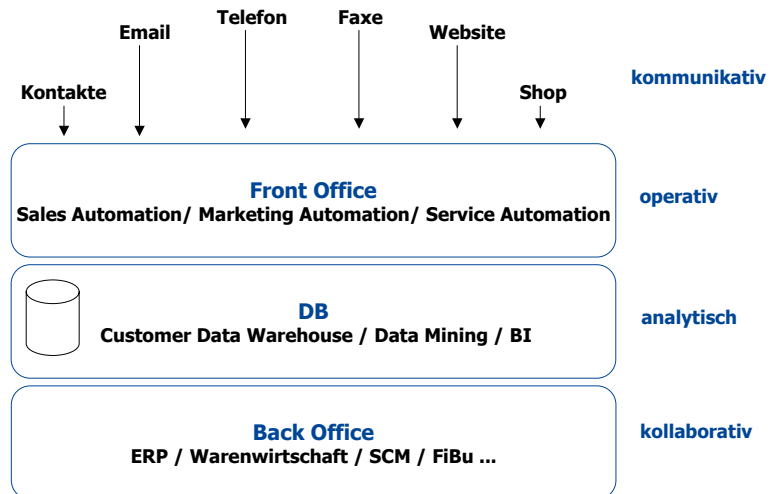 Telefon
Faxe
Email
Website
kommunikativ
Kontakte
Shop
Front Office
Sales Automation/ Marketing Automation/ Service Automation
operativ
DB
Customer Data Warehouse / Data Mining / BI
analytisch
Back Office
ERP / Warenwirtschaft / SCM / FiBu ...
kollaborativ